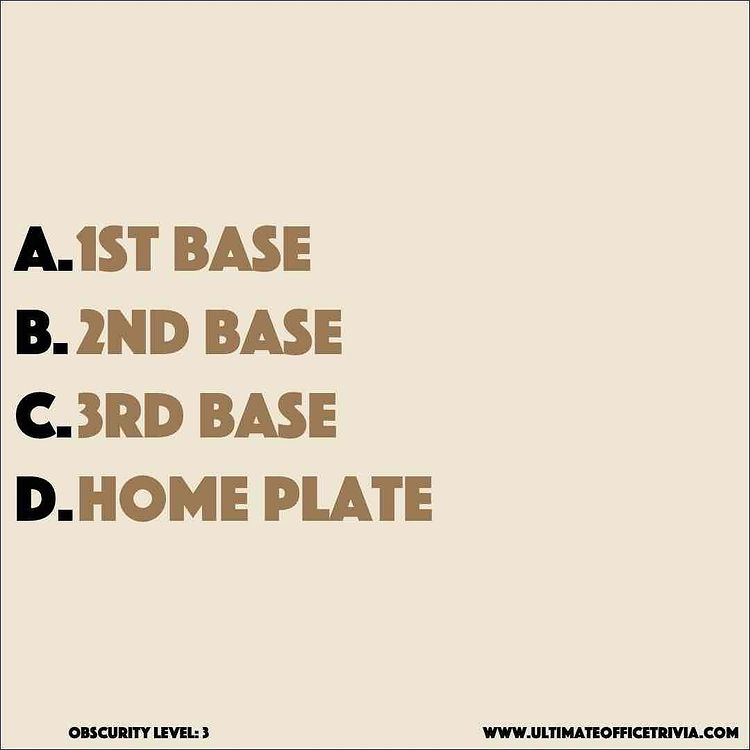 A. 1ST BASE
B. 2ND BASE
C. 3RD BASE
D. HOME PLATE
OBSCURITY LEVEL: 3
WWW.ULTIMATEOFFICETRIVIA.COM